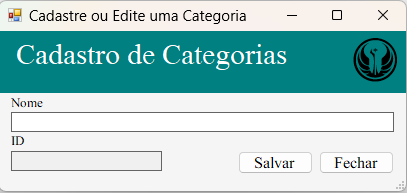 Cadastre ou Edite uma Categoria
Cadastro de Categorias
Nome
ID
Salvar Fechar